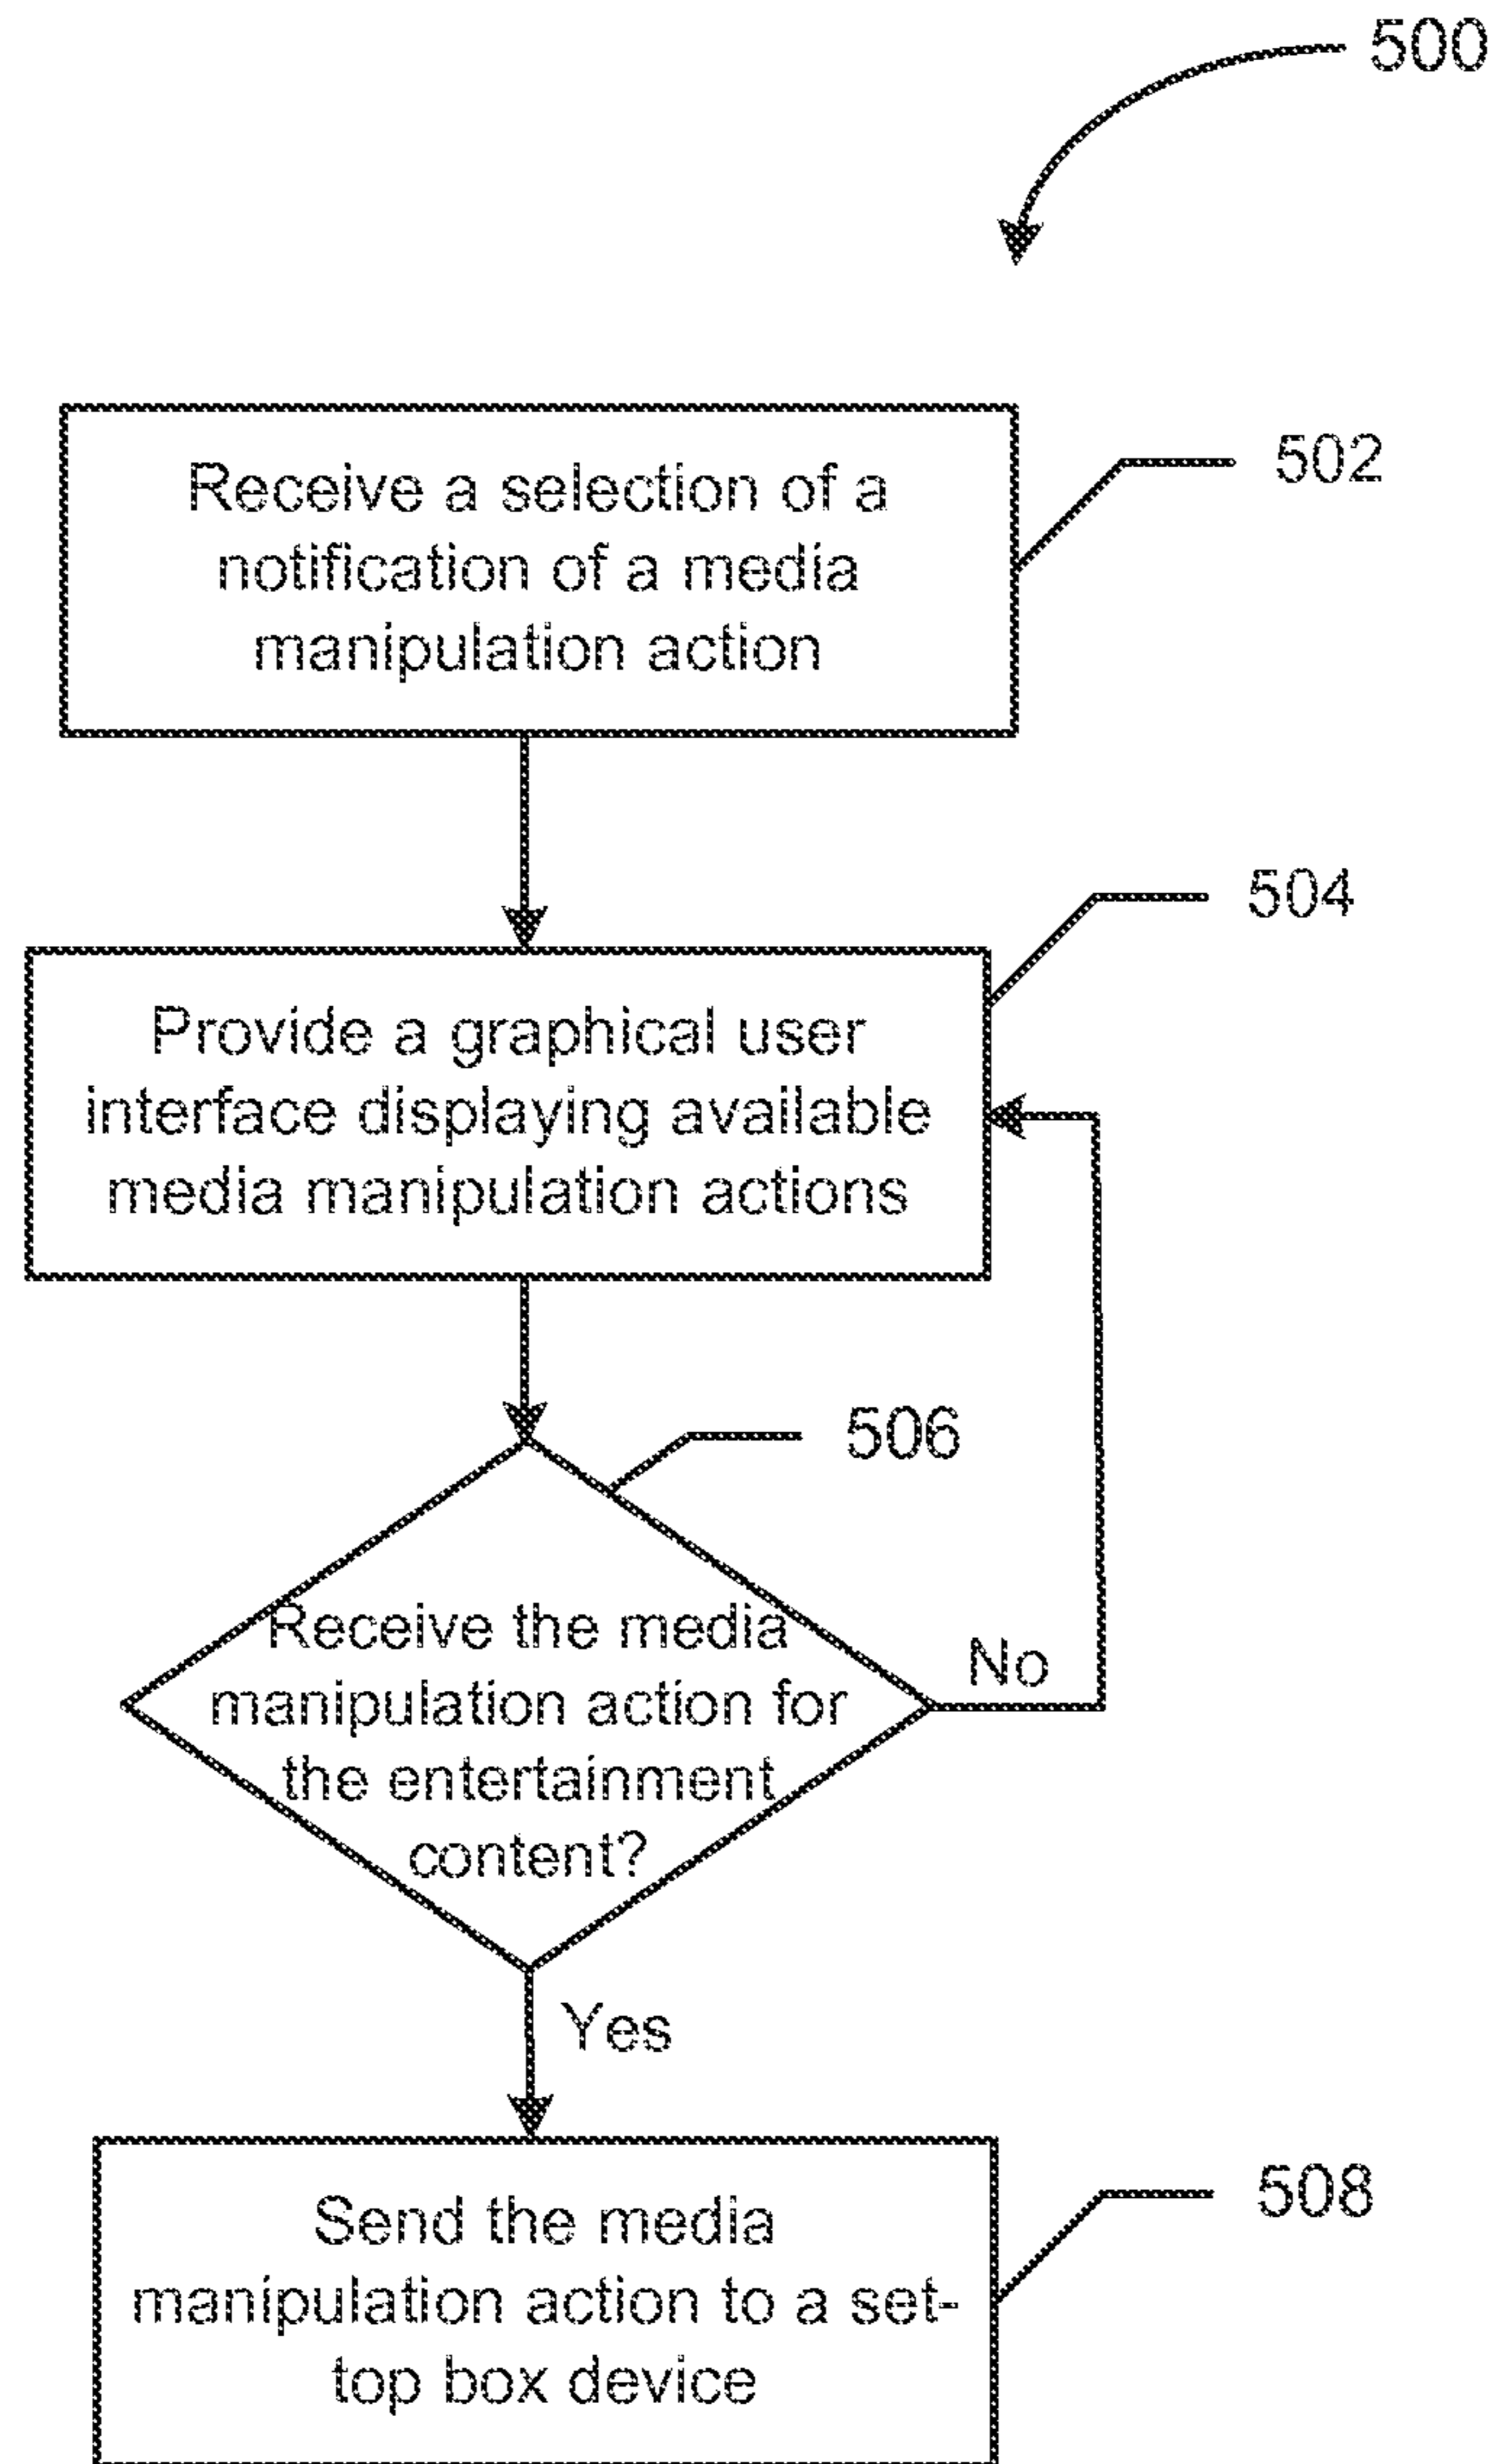 500
Receive a selection of a
notification of a media
manipulation action
502
504
Provide a graphical user
interface displaying available
media manipulation actions
506
Receive the media
manipulation action for
the entertainment
content?
No
Yes
Send the media
manipulation action to a set-
top box device
508